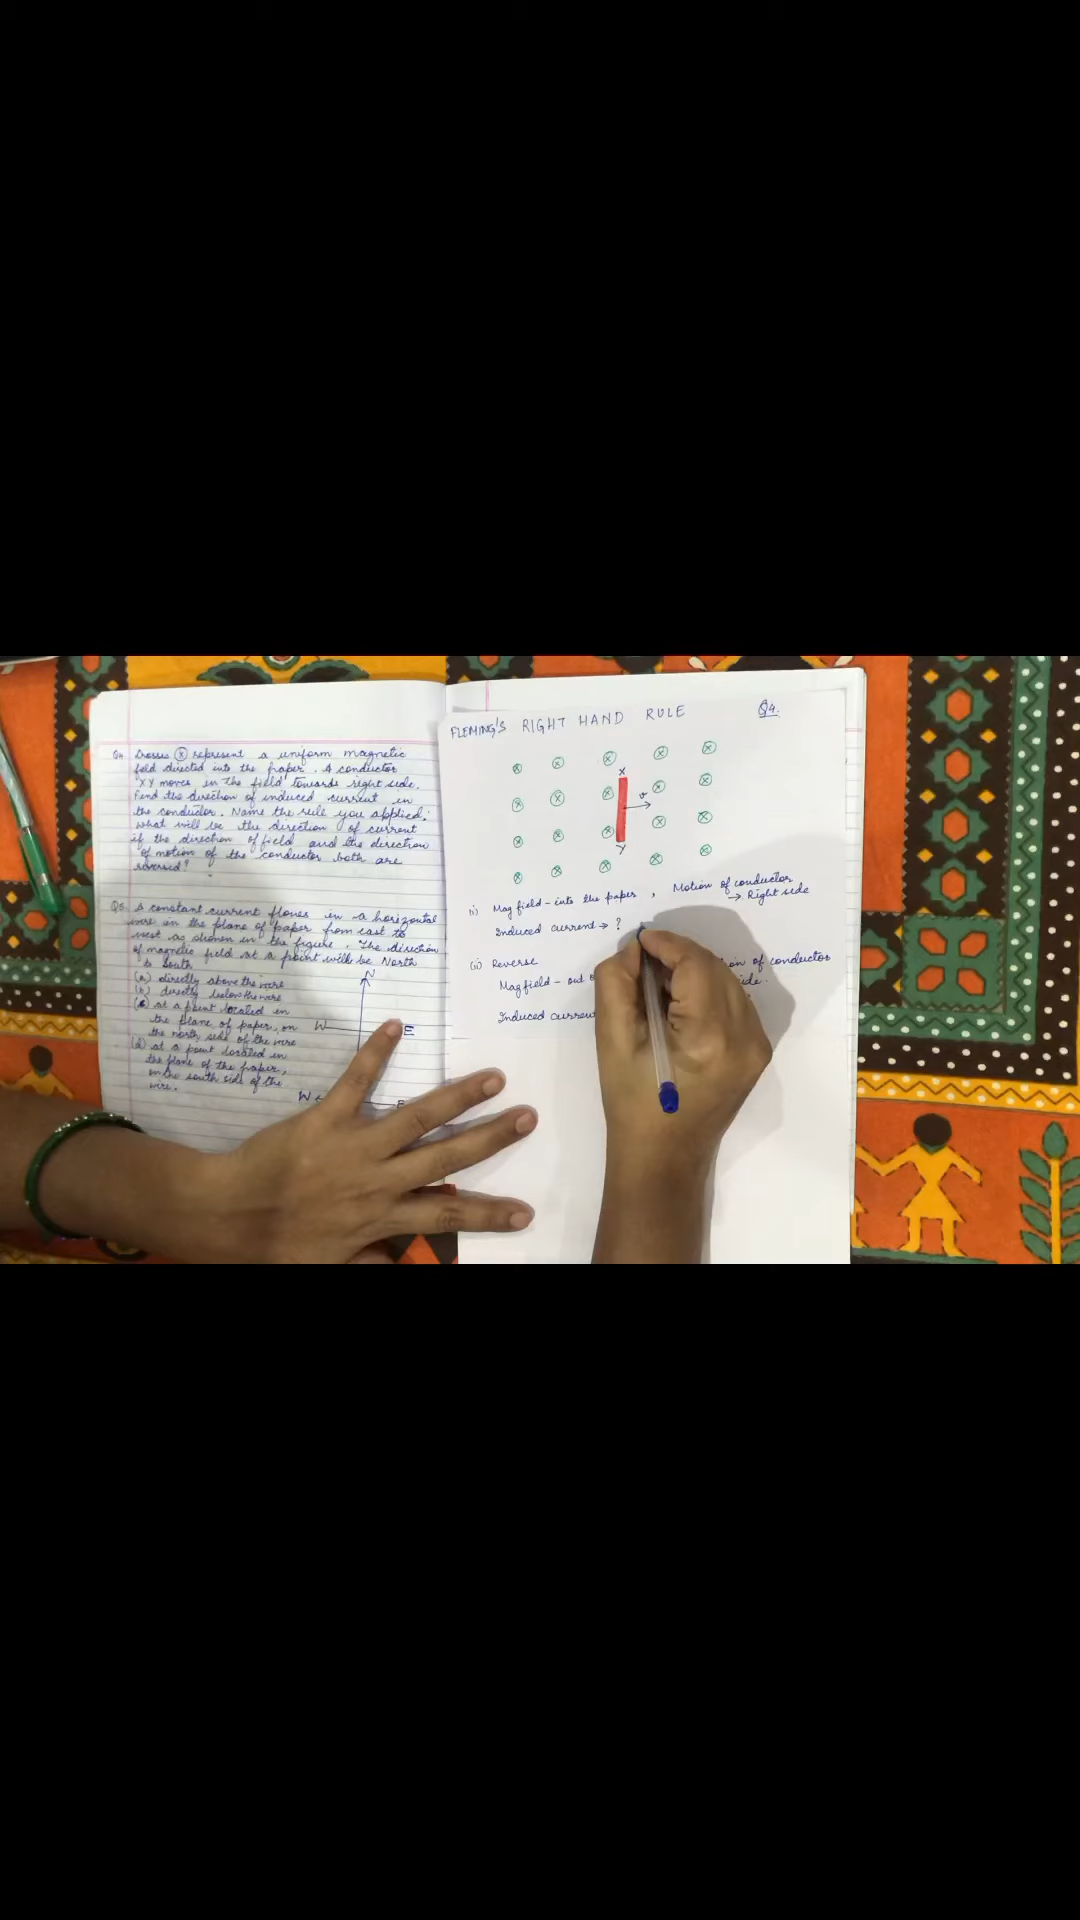 Q4 Crosses ⊗ represent a uniform magnetic
field directed into the paper. A conductor
XY moves in the field towards right side.
Find the direction of induced current in
the conductor. Name the rule you applied.
What will be the direction of current
if the direction of field and the direction
of motion of the conductor both are
reversed?
Q5. A constant current flows in a horizontal
wire in the plane of paper from east to
west as shown in the figure. The direction
of magnetic field at a point will be North
to South
(a) directly above the wire
(b) directly below the wire
(c) at a point located in
the plane of paper, on
the north side of the wire
(d) at a point located in
the plane of the paper,
on the south side of the
wire.
N
W
E
W
E
FLEMING'S RIGHT HAND RULE
Q4.
X
v
Y
(i) Mag field - into the paper, Motion of conductor
→ Right side
Induced current → ?
(ii) Reverse
Mag field - out
of conductor
side.
Induced current